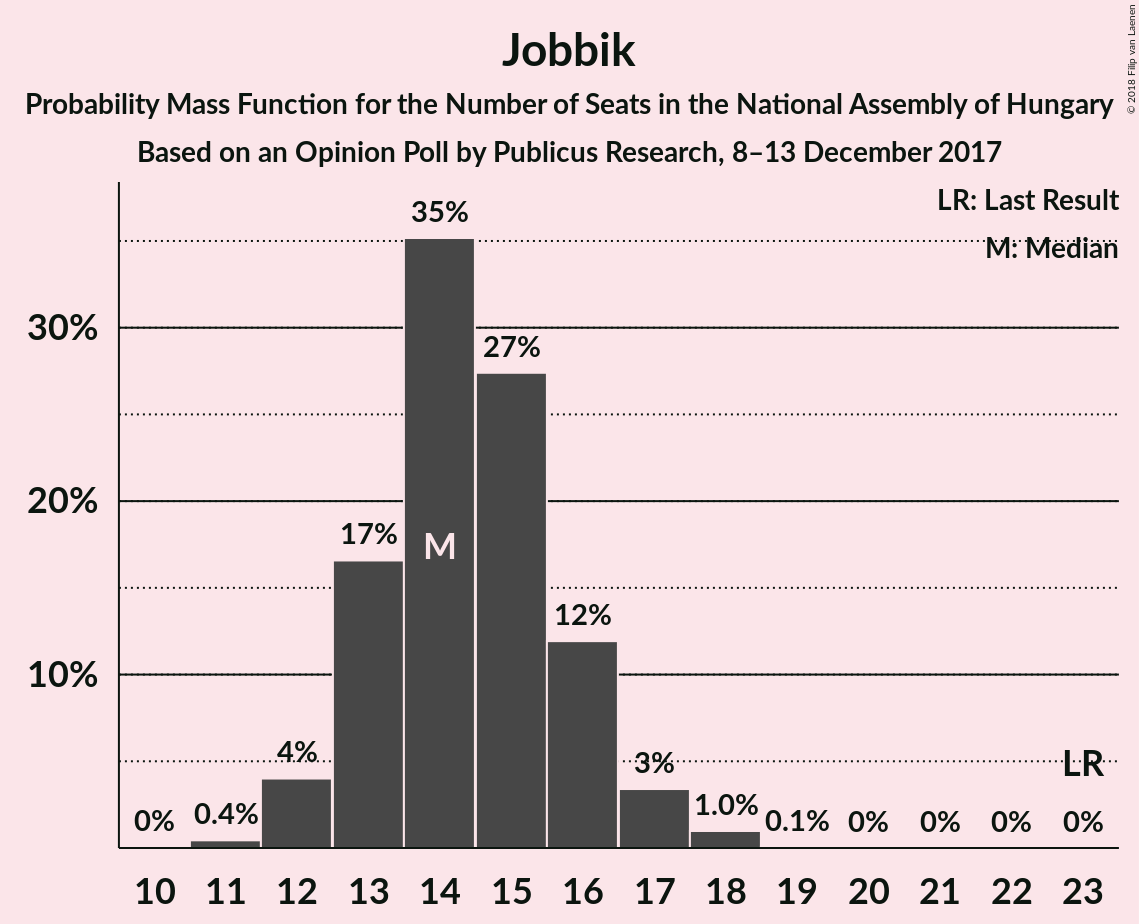 Jobbik
Probability Mass Function for the Number of Seats in the National Assembly of Hungary
Based on an Opinion Poll by Publicus Research, 8–13 December 2017
© 2018 Filip van Laenen
LR: Last Result
M: Median
30%
20%
10%
0%
0.4%
4%
17%
35%
M
27%
12%
3%
1.0%
0.1%
0%
0%
0%
0%
LR
10 11 12 13 14 15 16 17 18 19 20 21 22 23